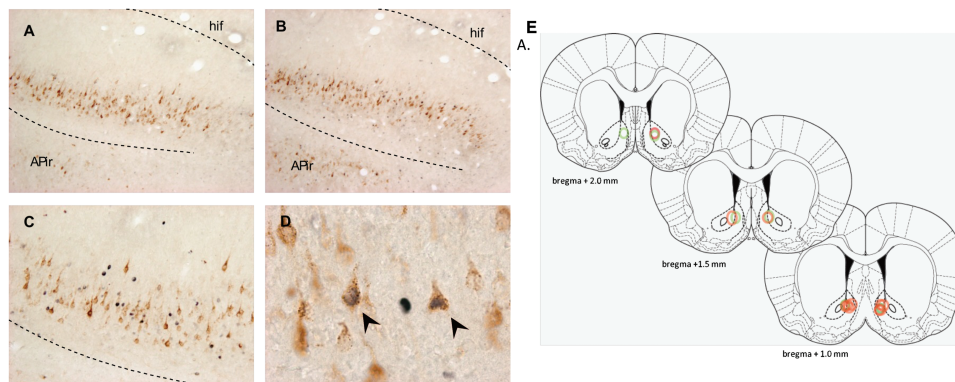 A
hif
APir
B
hif
APir
C
D
E
A.
bregma + 2.0 mm
bregma +1.5 mm
bregma + 1.0 mm